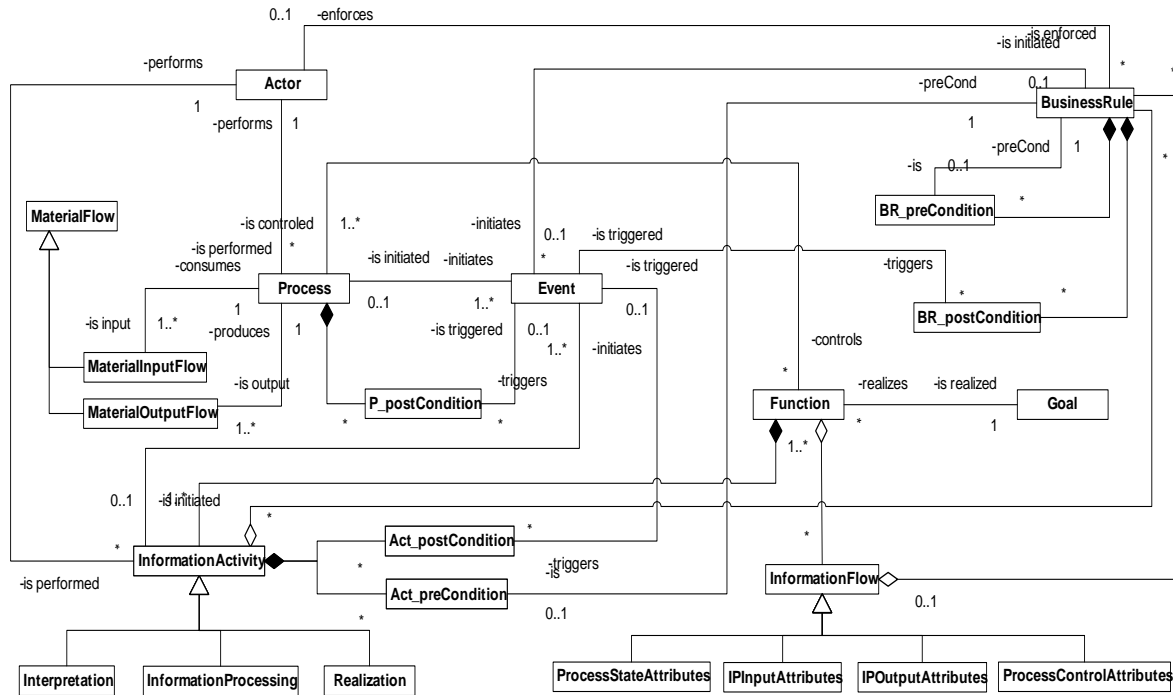 0..1
-enforces
-is enforced
-is initiated
-performs
*
*
Actor
-preCond
0..1
BusinessRule
1
1
1
-performs
1
-preCond
*
-is
0..1
MaterialFlow
BR_preCondition
*
-is controled
1..*
-initiates
-is performed
*
0..1
-is triggered
-consumes
-is initiated
-initiates
*
-is triggered
-triggers
Process
Event
1
0..1
1..*
0..1
*
*
-is input
1..*
-produces
1
-is triggered
0..1
BR_postCondition
1..*
-initiates
MaterialInputFlow
-controls
-is output
-triggers
*
-realizes
-is realized
MaterialOutputFlow
P_postCondition
Function
Goal
1..*
*
*
1..*
*
1
0..1
-is initiated
1..*
*
*
*
Act_postCondition
*
InformationActivity
-triggers
-is
-is performed
*
Act_preCondition
InformationFlow
*
0..1
0..1
Interpretation
InformationProcessing
Realization
ProcessStateAttributes
IPInputAttributes
IPOutputAttributes
ProcessControlAttributes